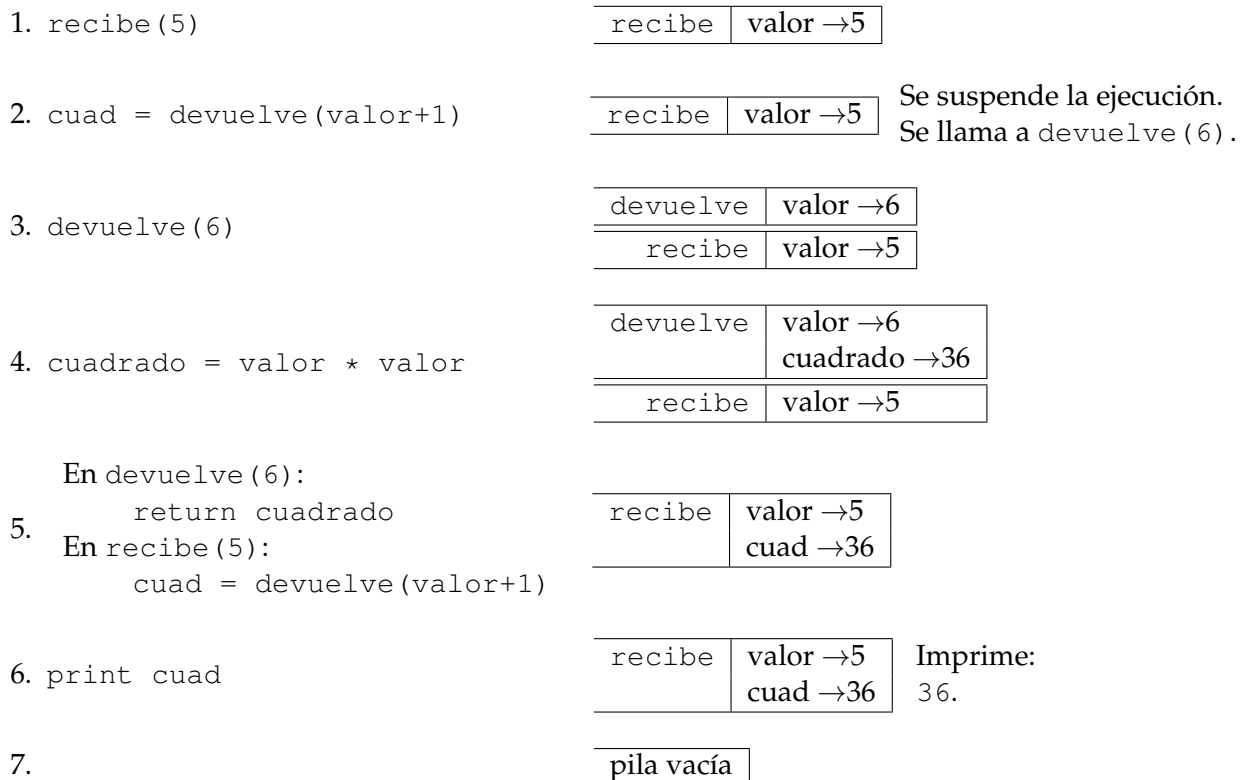 1. recibe(5) recibe valor →5
2. cuad = devuelve(valor+1) recibe valor →5 Se suspende la ejecución.
Se llama a devuelve(6).
3. devuelve(6) devuelve valor →6
recibe valor →5
devuelve valor →6
4. cuadrado = valor * valor cuadrado →36
recibe valor →5
En devuelve(6):
return cuadrado recibe valor →5
5. En recibe(5): cuad →36
cuad = devuelve(valor+1)
6. print cuad recibe valor →5 Imprime:
cuad →36 36.
7. pila vacía